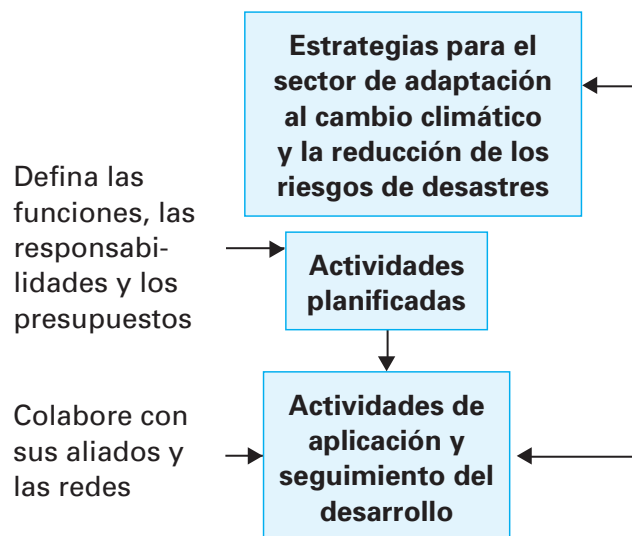 Estrategias para el
sector de adaptación
al cambio climático
y la reducción de los
riesgos de desastres
Defina las
funciones, las
responsabi-
lidades y los
presupuestos
Actividades
planificadas
Colabore con
sus aliados y
las redes
Actividades de
aplicación y
seguimiento del
desarrollo